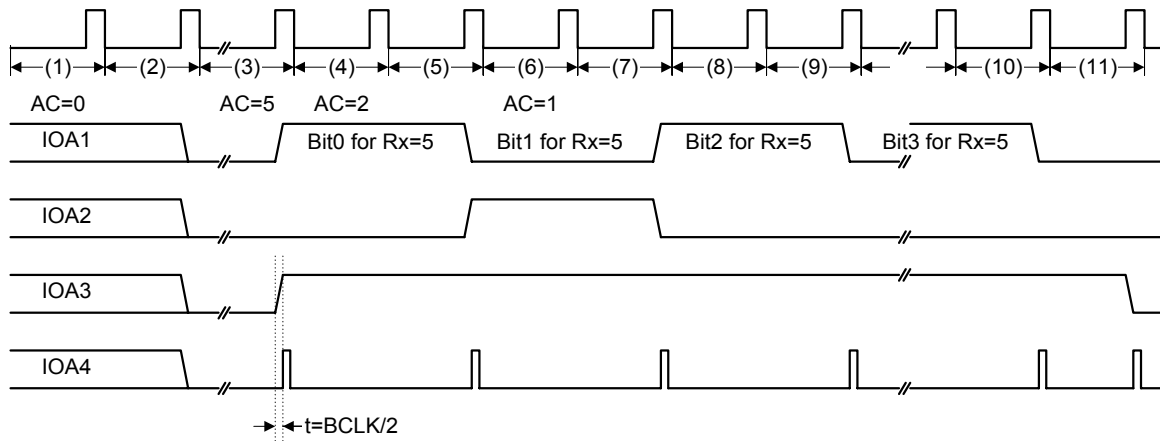 (1) (2) (3) (4) (5) (6) (7) (8) (9) (10) (11)
AC=0 AC=5 AC=2 AC=1
IOA1 Bit0 for Rx=5 Bit1 for Rx=5 Bit2 for Rx=5 Bit3 for Rx=5
IOA2
IOA3
IOA4
t=BCLK/2